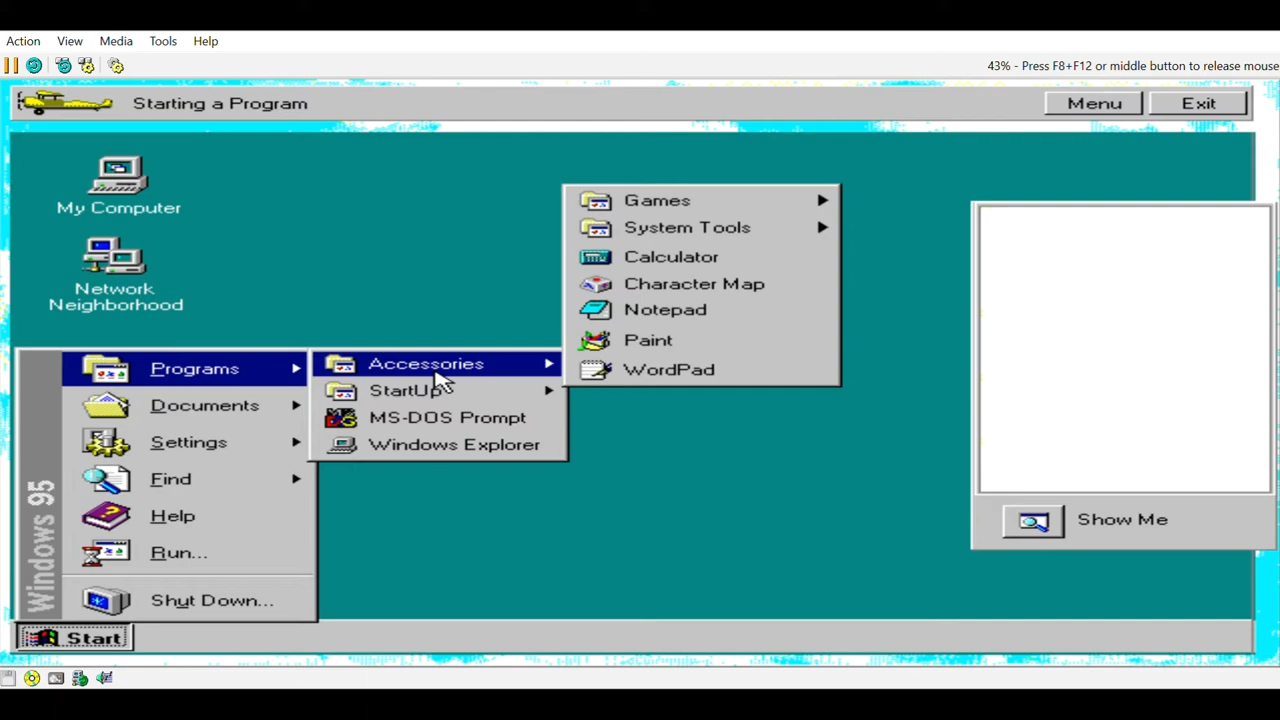 Action View Media Tools Help
43% - Press F8+F12 or middle button to release mouse
Starting a Program
Menu
Exit
My Computer
Network
Neighborhood
Games
System Tools
Calculator
Character Map
Notepad
Paint
WordPad
Accessories
StartUp
MS-DOS Prompt
Windows Explorer
Programs
Documents
Settings
Find
Help
Run...
Shut Down...
Windows 95
Start
Show Me